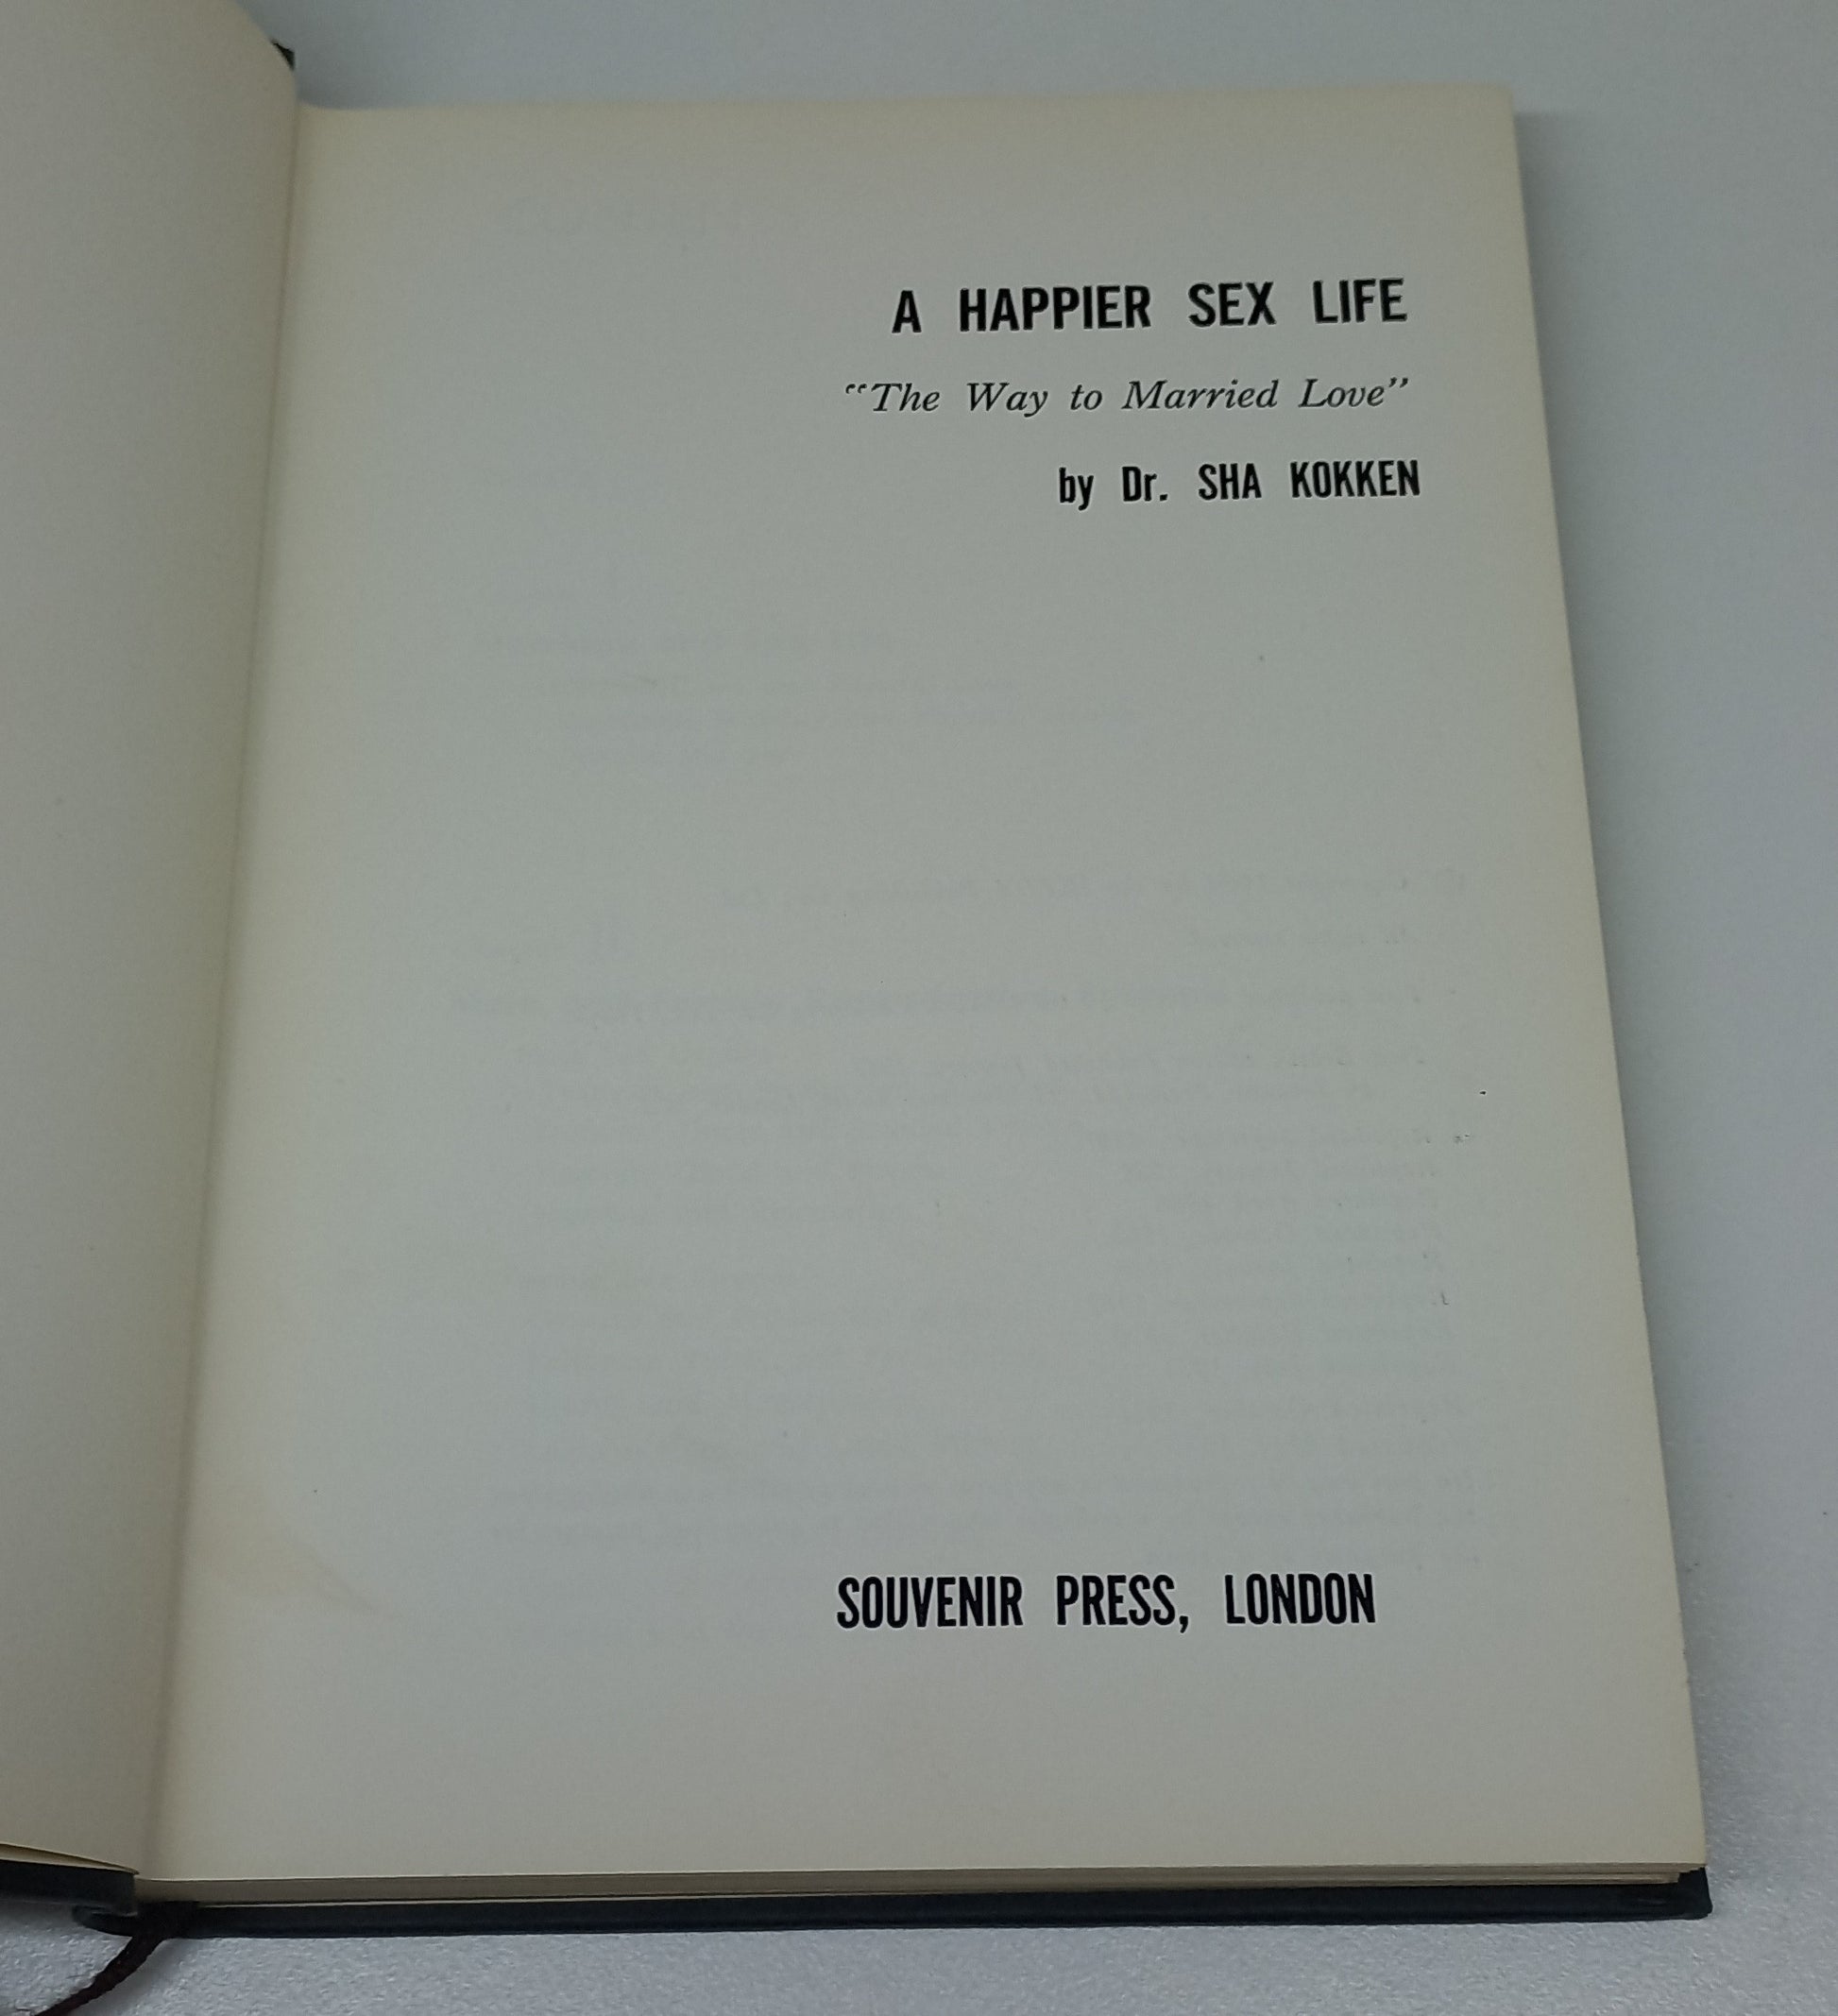 A HAPPIER SEX LIFE
“The Way to Married Love”
by Dr. SHA KOKKEN
SOUVENIR PRESS, LONDON